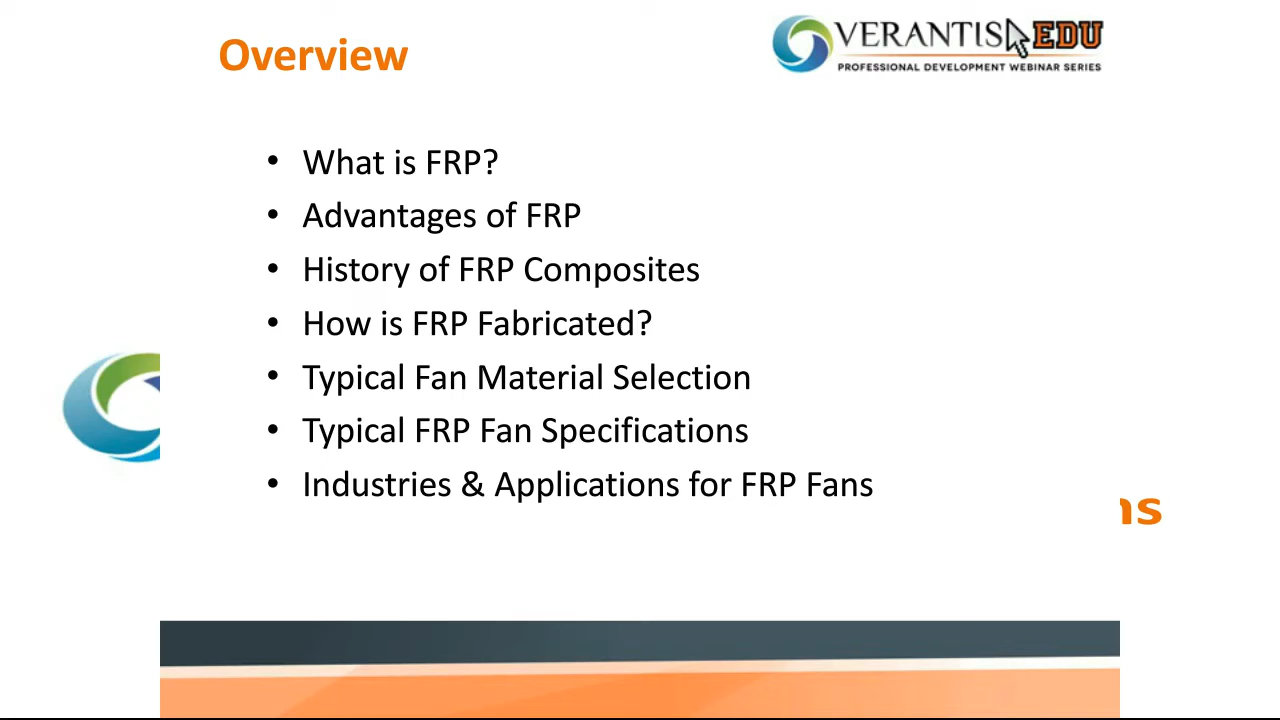 Overview
VERANTIS EDU
PROFESSIONAL DEVELOPMENT WEBINAR SERIES
• What is FRP?
• Advantages of FRP
• History of FRP Composites
• How is FRP Fabricated?
• Typical Fan Material Selection
• Typical FRP Fan Specifications
• Industries & Applications for FRP Fans